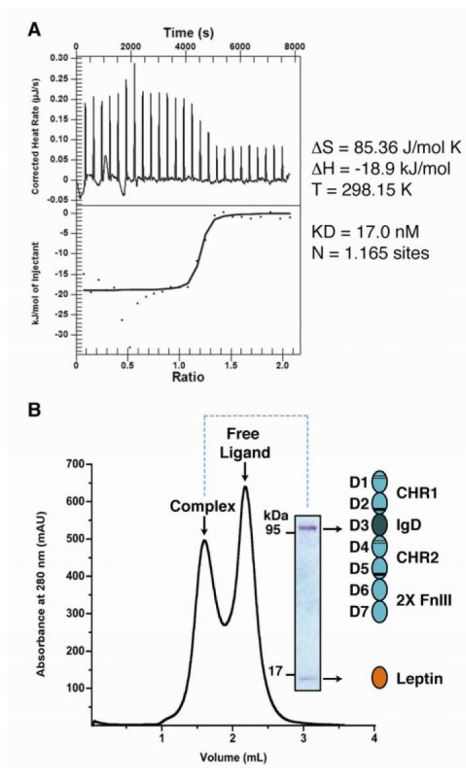 A
Time (s)
0 2000 4000 6000 8000
Corrected Heat Rate (µJ/s)
0.30
0.25
0.20
0.15
0.10
0.05
0
-0.05
ΔS = 85.36 J/mol K
ΔH = -18.9 kJ/mol
T = 298.15 K
KD = 17.0 nM
N = 1.165 sites
kJ/mol of Injectant
0
-5
-10
-15
-20
-25
-30
0 0.5 1.0 1.5 2.0
Ratio
B
Absorbance at 280 nm (mAU)
700
600
500
400
300
200
100
1 2 3 4
Volume (mL)
Complex
Free
Ligand
kDa
95
17
D1
D2
D3
D4
D5
D6
D7
CHR1
IgD
CHR2
2X FnIII
Leptin